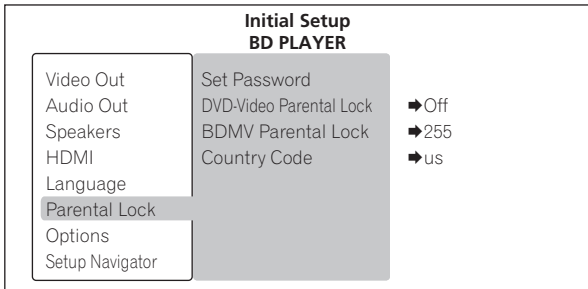 Initial Setup
BD PLAYER
Video Out
Audio Out
Speakers
HDMI
Language
Parental Lock
Options
Setup Navigator
Set Password
DVD-Video Parental Lock ➡Off
BDMV Parental Lock ➡255
Country Code ➡us